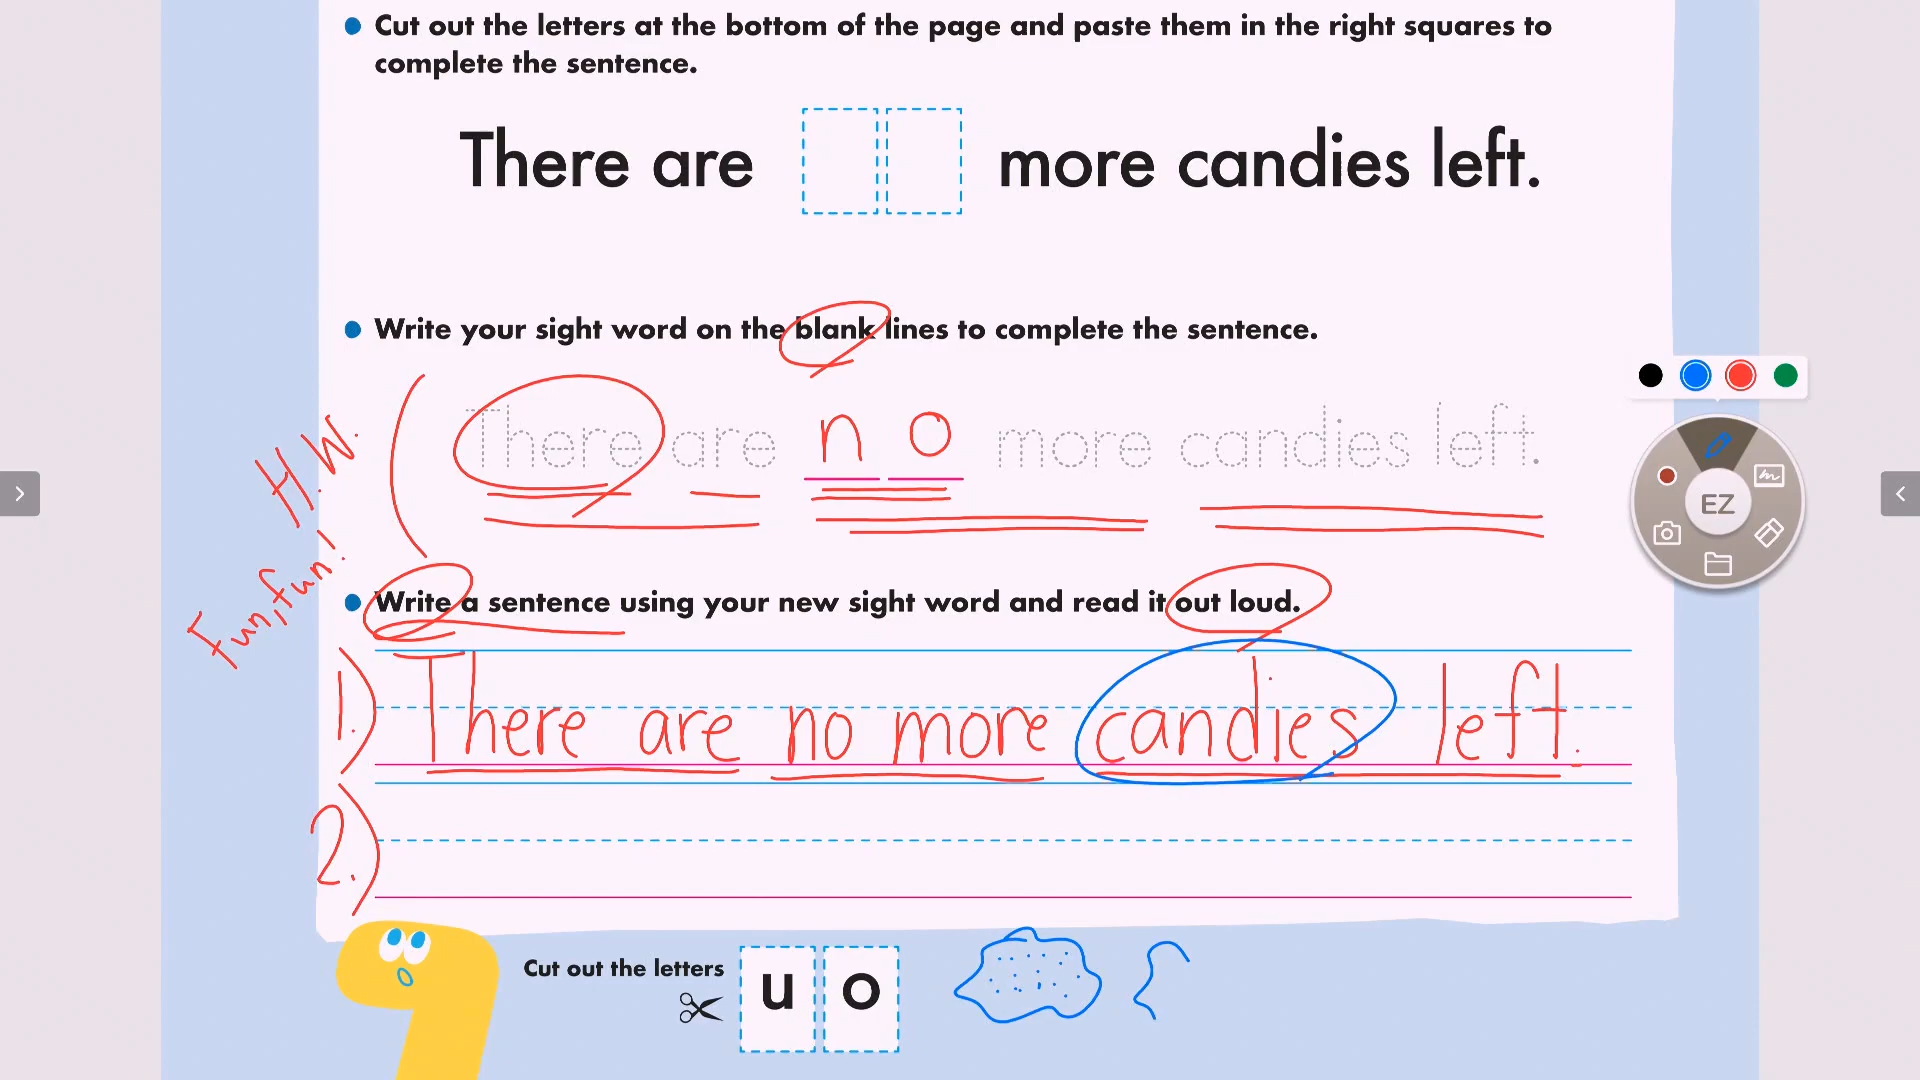 Cut out the letters at the bottom of the page and paste them in the right squares to
complete the sentence.
There are more candies left.
Write your sight word on the blank lines to complete the sentence.
There are n o more candies left.
H.W.
Fun, fun!
Write a sentence using your new sight word and read it out loud.
1.) There are no more candies left.
2.)
Cut out the letters
u o
EZ